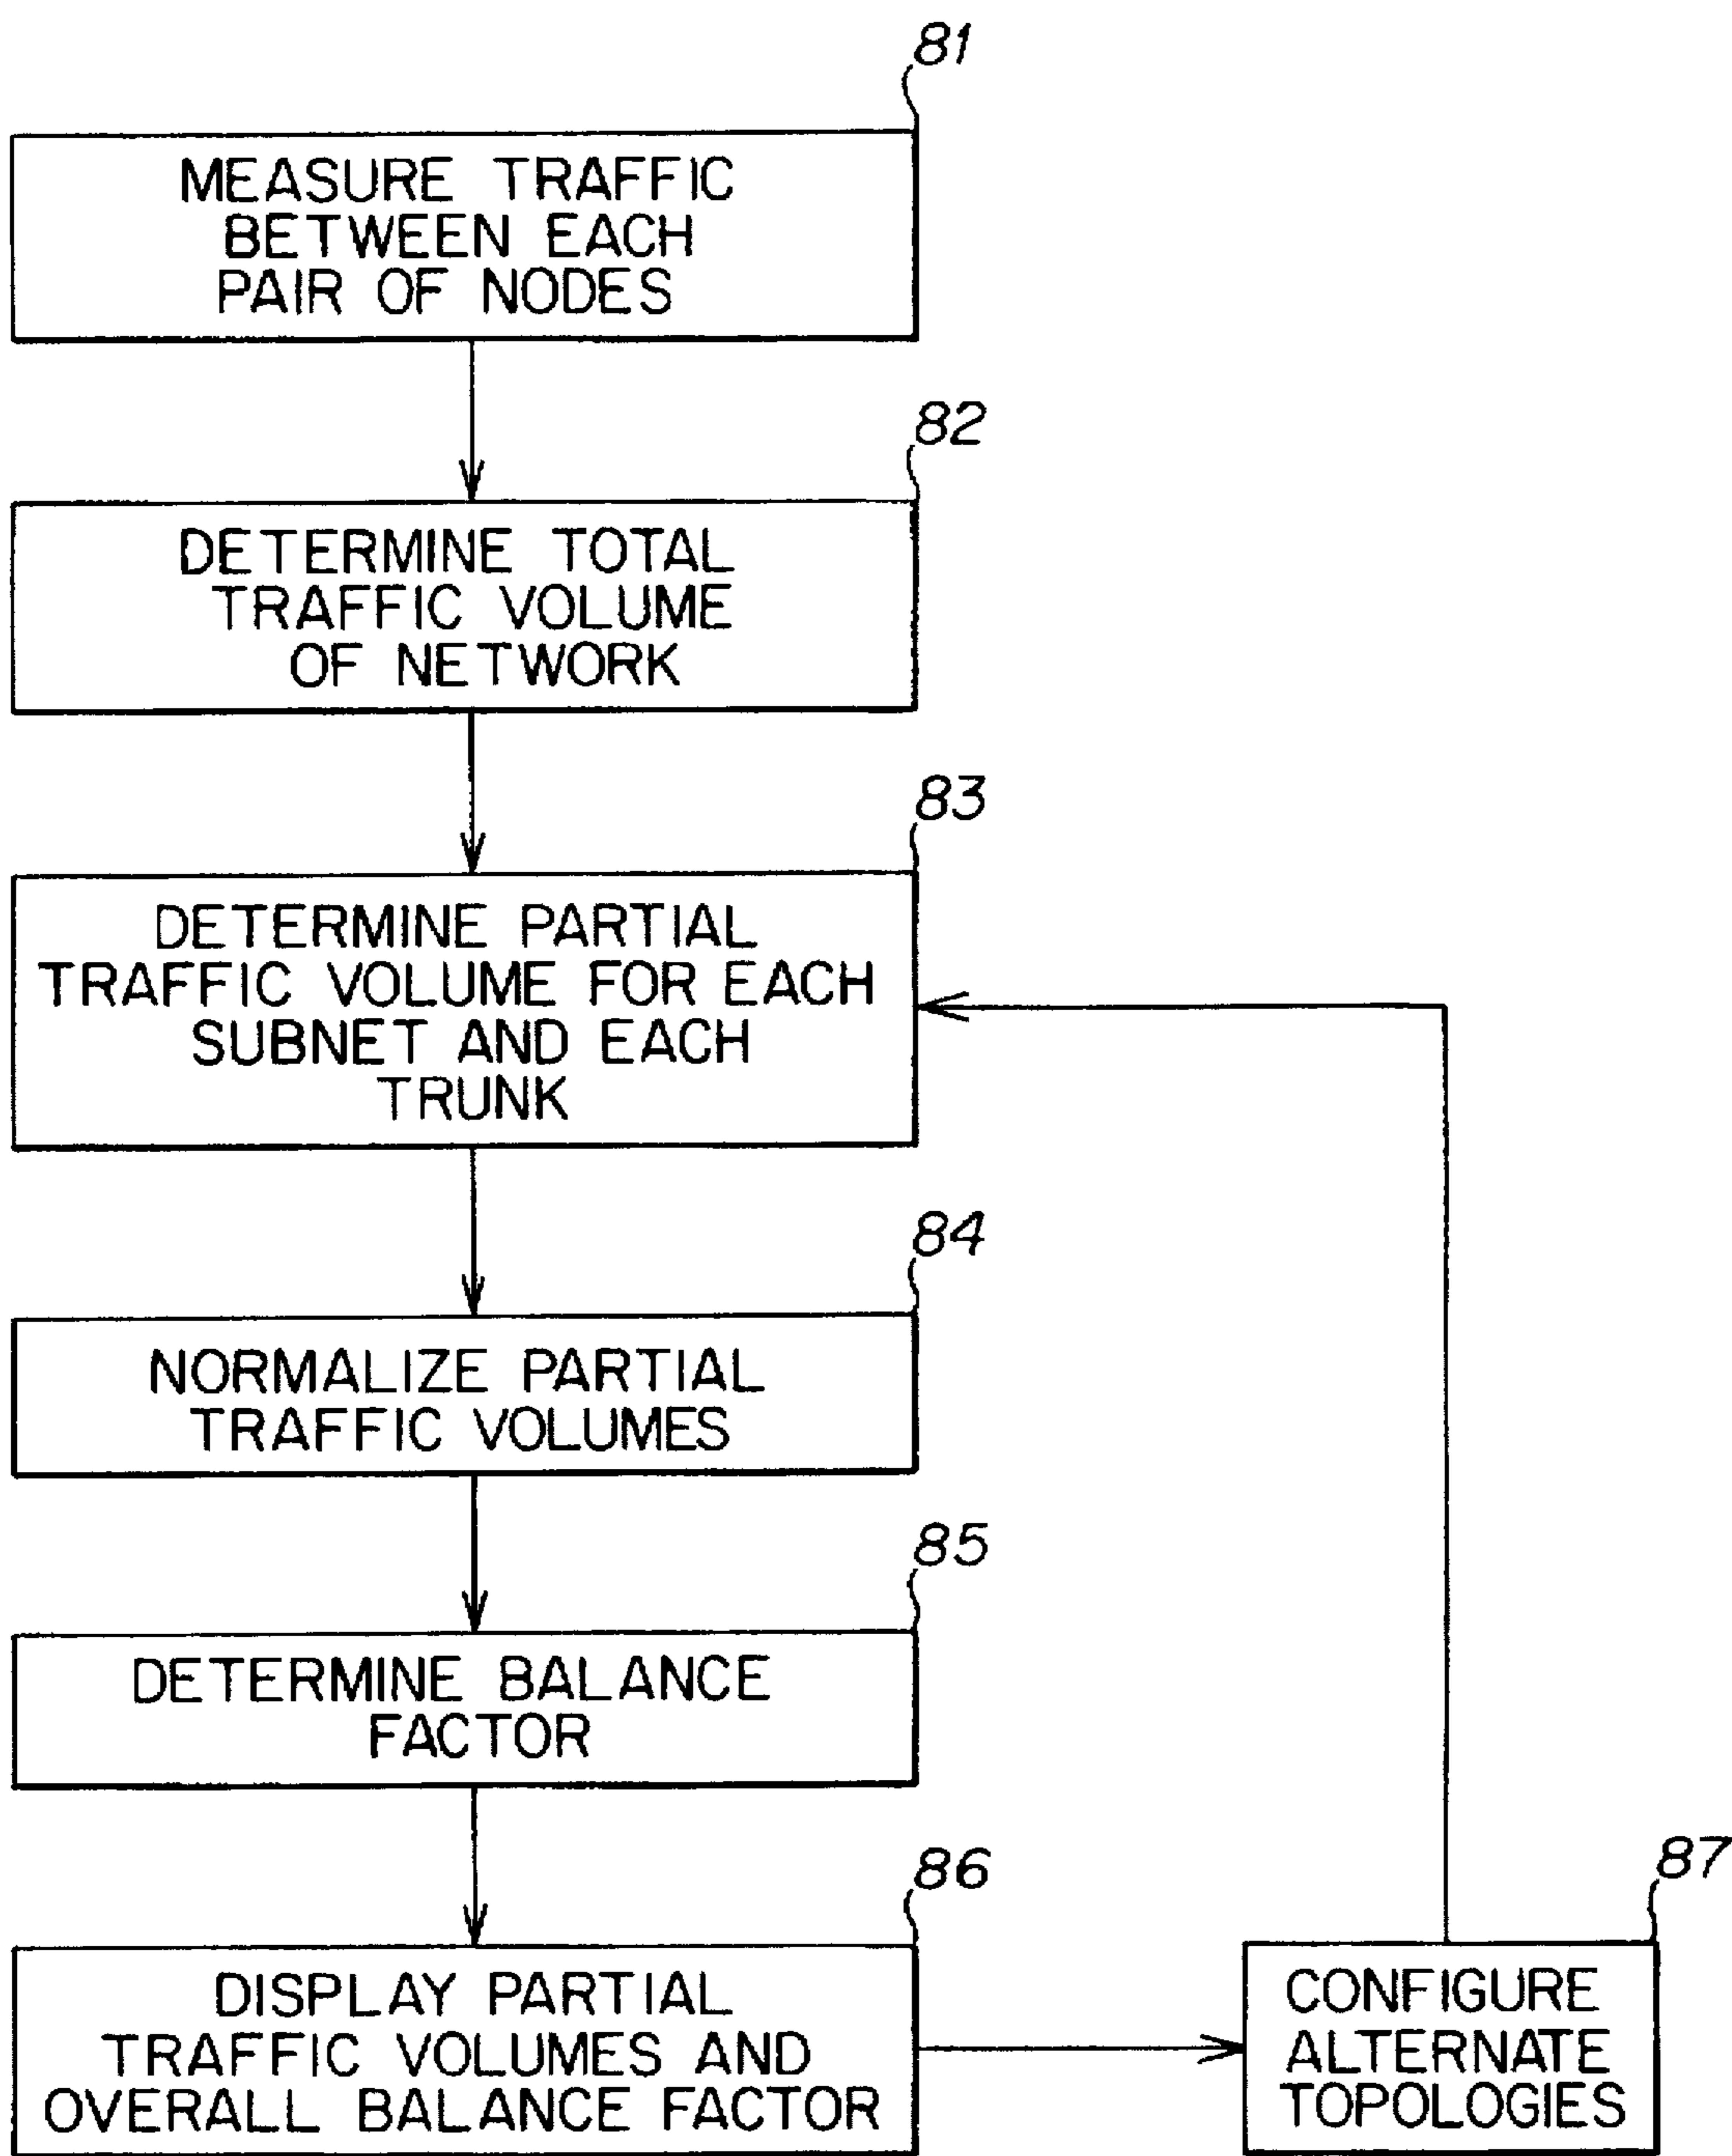 81
MEASURE TRAFFIC
BETWEEN EACH
PAIR OF NODES
82
DETERMINE TOTAL
TRAFFIC VOLUME
OF NETWORK
83
DETERMINE PARTIAL
TRAFFIC VOLUME FOR EACH
SUBNET AND EACH
TRUNK
84
NORMALIZE PARTIAL
TRAFFIC VOLUMES
85
DETERMINE BALANCE
FACTOR
86
DISPLAY PARTIAL
TRAFFIC VOLUMES AND
OVERALL BALANCE FACTOR
87
CONFIGURE
ALTERNATE
TOPOLOGIES